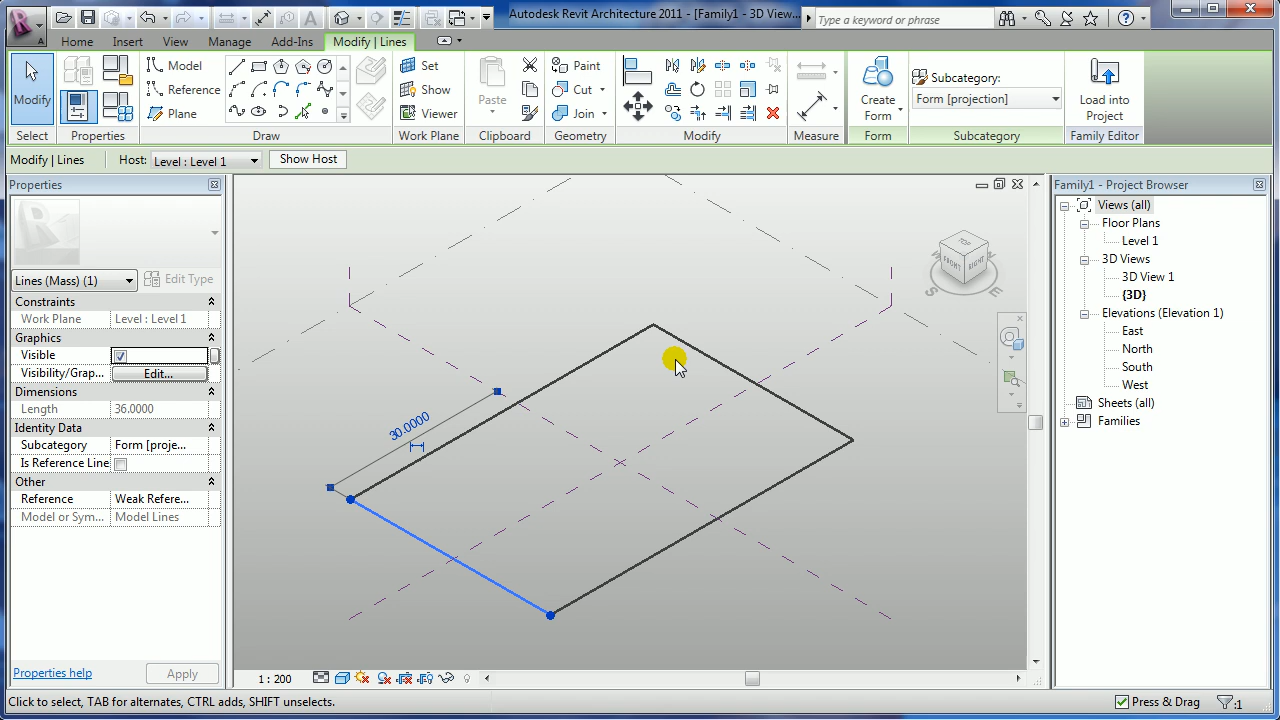 Autodesk Revit Architecture 2011 - [Family1 - 3D View...
Type a keyword or phrase
Home Insert View Manage Add-Ins Modify | Lines
Modify
Select
Properties
Model
Reference
Plane
Draw
Set
Show
Viewer
Work Plane
Paste
Clipboard
Paint
Cut
Join
Geometry
Modify
Measure
Create
Form
Form
Subcategory:
Form [projection]
Subcategory
Load into
Project
Family Editor
Modify | Lines Host: Level : Level 1 Show Host
Properties
Lines (Mass) (1) Edit Type
Constraints
Work Plane Level : Level 1
Graphics
Visible
Visibility/Grap... Edit...
Dimensions
Length 36.0000
Identity Data
Subcategory Form [proje...
Is Reference Line
Other
Reference Weak Refere...
Model or Sym... Model Lines
Properties help Apply
30.0000
TOP
FRONT RIGHT
S E
Family1 - Project Browser
Views (all)
Floor Plans
Level 1
3D Views
3D View 1
{3D}
Elevations (Elevation 1)
East
North
South
West
Sheets (all)
Families
1 : 200
Click to select, TAB for alternates, CTRL adds, SHIFT unselects.
Press & Drag :1